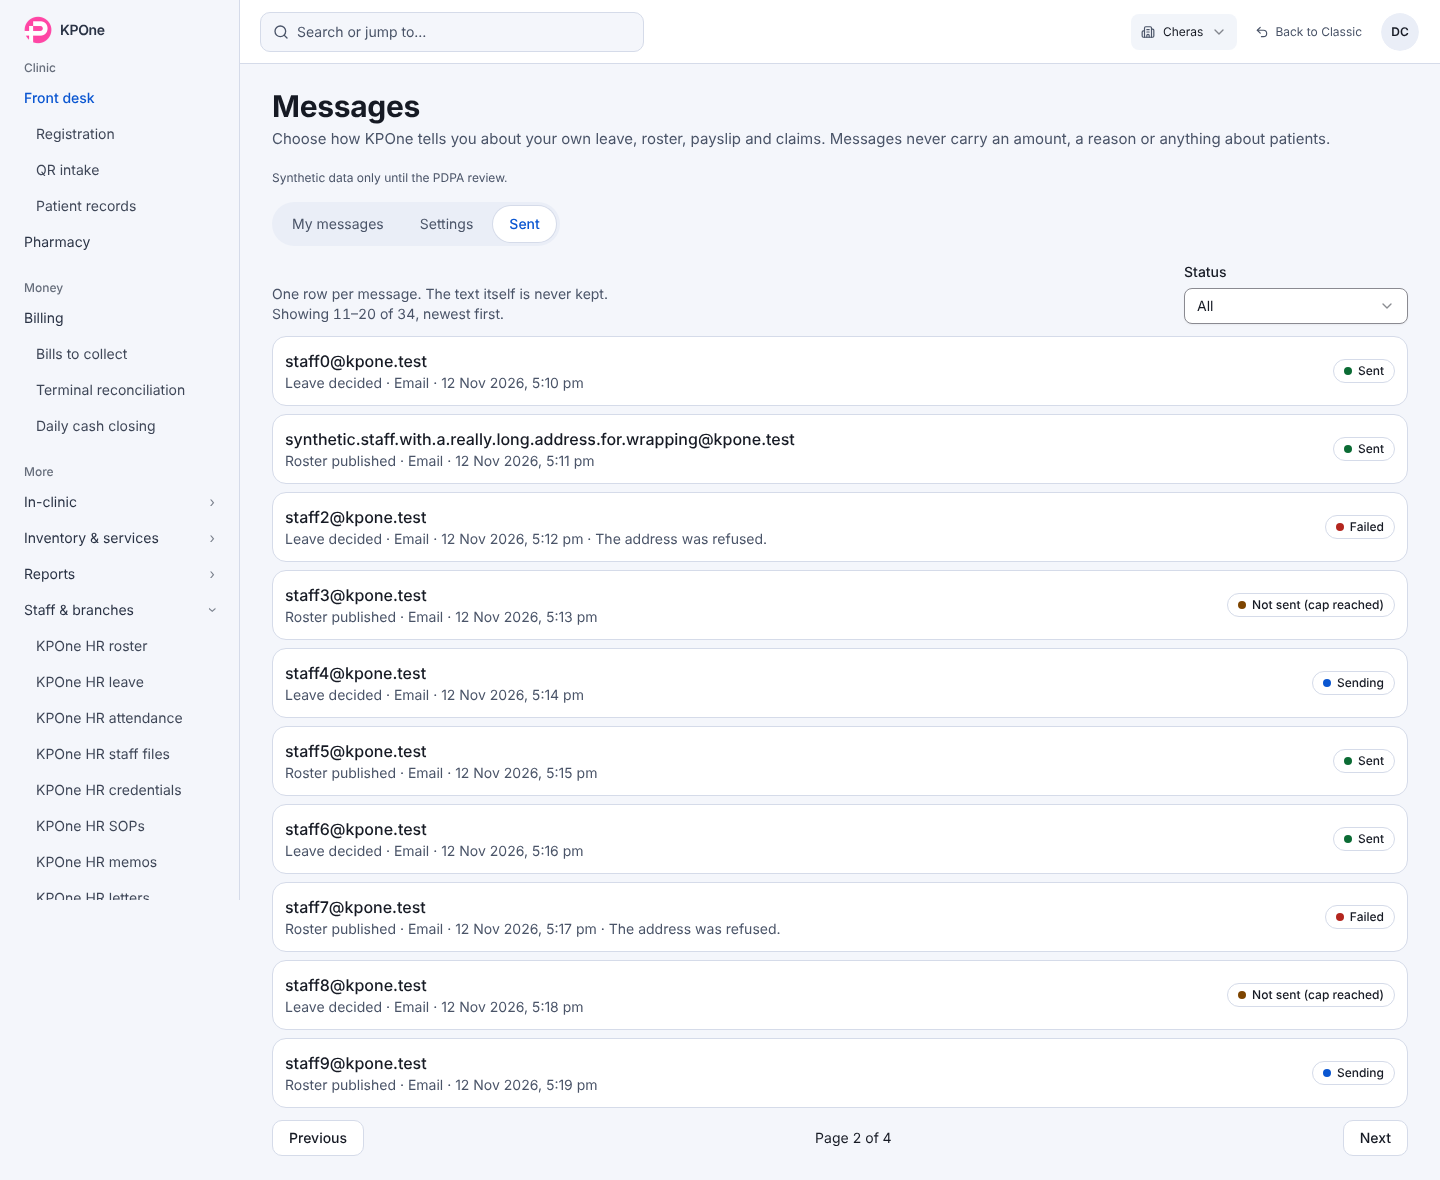 KPOne
Clinic
Front desk
Registration
QR intake
Patient records
Pharmacy
Money
Billing
Bills to collect
Terminal reconciliation
Daily cash closing
More
In-clinic
Inventory & services
Reports
Staff & branches
KPOne HR roster
KPOne HR leave
KPOne HR attendance
KPOne HR staff files
KPOne HR credentials
KPOne HR SOPs
KPOne HR memos
KPOne HR letters
Search or jump to...
Cheras
Back to Classic
DC
Messages
Choose how KPOne tells you about your own leave, roster, payslip and claims. Messages never carry an amount, a reason or anything about patients.
Synthetic data only until the PDPA review.
My messages
Settings
Sent
One row per message. The text itself is never kept.
Showing 11–20 of 34, newest first.
Status
All
staff0@kpone.test
Leave decided · Email · 12 Nov 2026, 5:10 pm
Sent
synthetic.staff.with.a.really.long.address.for.wrapping@kpone.test
Roster published · Email · 12 Nov 2026, 5:11 pm
Sent
staff2@kpone.test
Leave decided · Email · 12 Nov 2026, 5:12 pm · The address was refused.
Failed
staff3@kpone.test
Roster published · Email · 12 Nov 2026, 5:13 pm
Not sent (cap reached)
staff4@kpone.test
Leave decided · Email · 12 Nov 2026, 5:14 pm
Sending
staff5@kpone.test
Roster published · Email · 12 Nov 2026, 5:15 pm
Sent
staff6@kpone.test
Leave decided · Email · 12 Nov 2026, 5:16 pm
Sent
staff7@kpone.test
Roster published · Email · 12 Nov 2026, 5:17 pm · The address was refused.
Failed
staff8@kpone.test
Leave decided · Email · 12 Nov 2026, 5:18 pm
Not sent (cap reached)
staff9@kpone.test
Roster published · Email · 12 Nov 2026, 5:19 pm
Sending
Previous
Page 2 of 4
Next